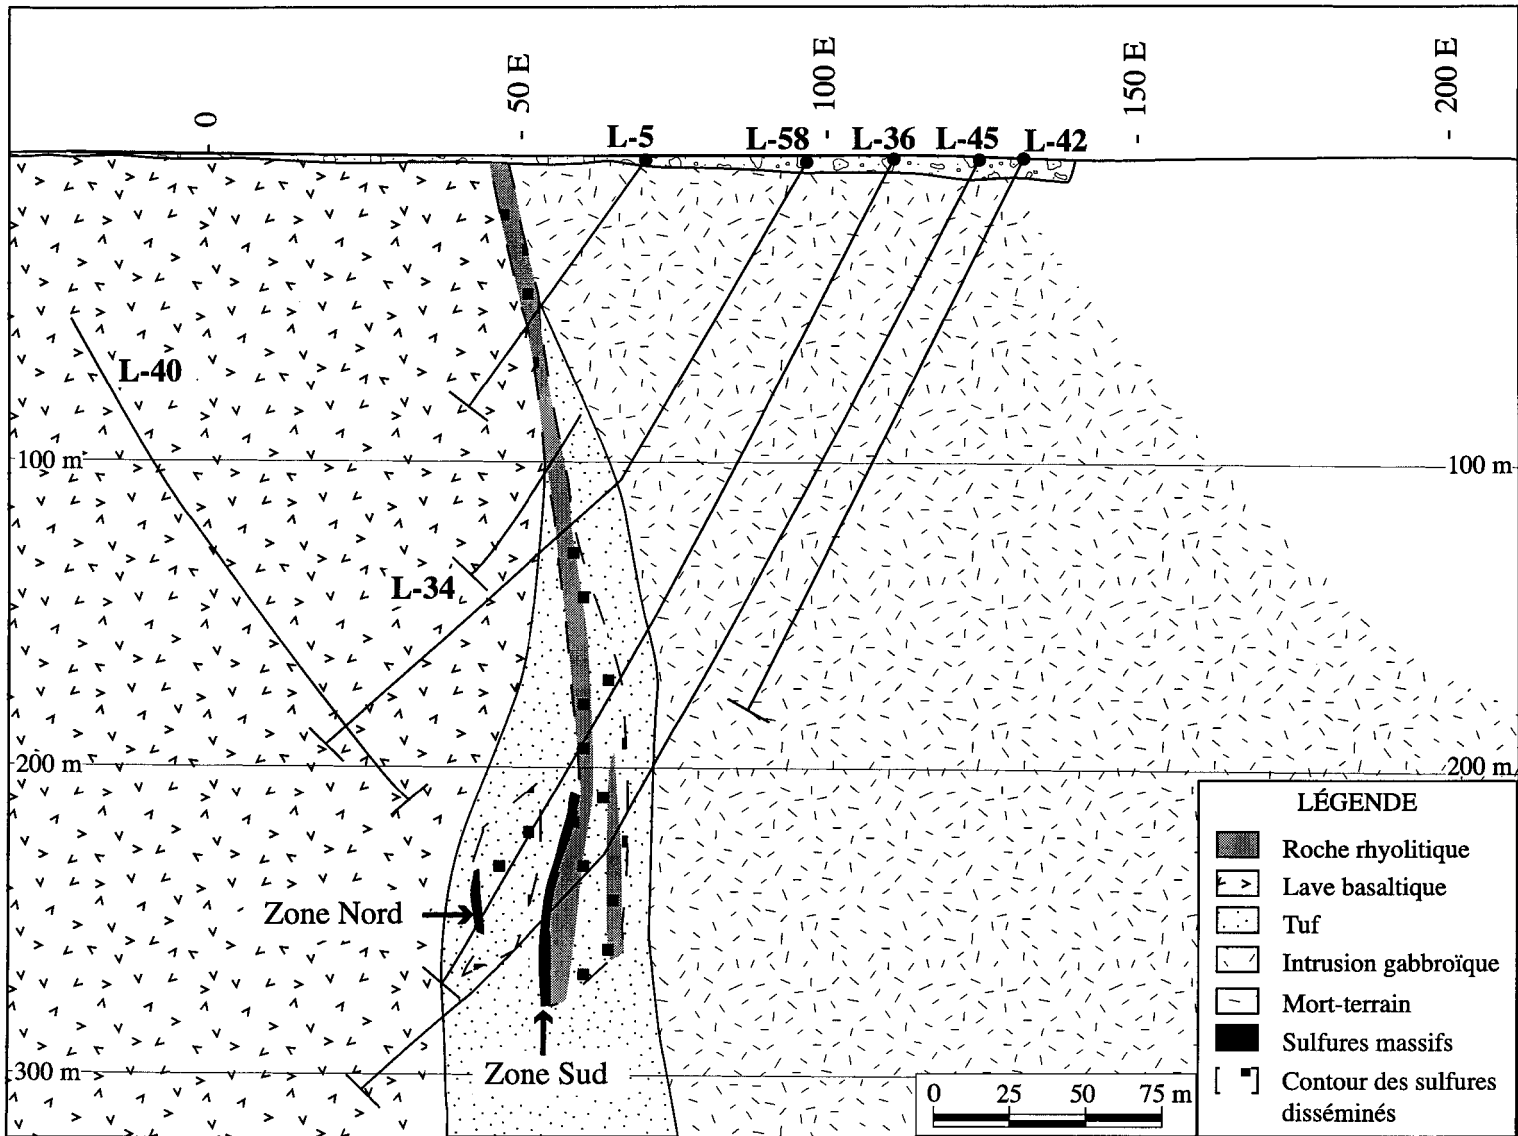 0
50 E
100 E
150 E
200 E
L-5
L-58
L-36
L-45
L-42
L-40
100 m
100 m
L-34
200 m
200 m
Zone Nord
Zone Sud
300 m
0 25 50 75 m
LÉGENDE
Roche rhyolitique
Lave basaltique
Tuf
Intrusion gabbroïque
Mort-terrain
Sulfures massifs
Contour des sulfures
disséminés